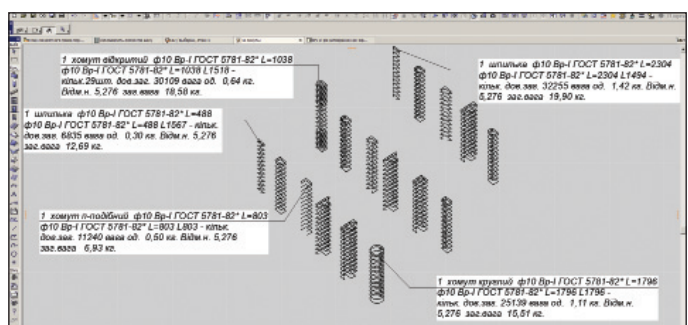 1 хомут відкритий ф10 Вр-І ГОСТ 5781-82* L=1038
ф10 Вр-І ГОСТ 5781-82* L=1038 L1518 -
кільк.29шт. дов.заг. 30109 вага од. 0,64 кг.
Відм.н. 5,276 заг.вага 18,58 кг.
1 шпилька ф10 Вр-І ГОСТ 5781-82* L=2304
ф10 Вр-І ГОСТ 5781-82* L=2304 L1494 -
кільк. дов.заг. 32255 вага од. 1,42 кг. Відм.н.
5,276 заг.вага 19,90 кг.
1 шпилька ф10 Вр-І ГОСТ 5781-82* L=488
ф10 Вр-І ГОСТ 5781-82* L=488 L1567 - кільк.
дов.заг. 6835 вага од. 0,30 кг. Відм.н. 5,276
заг.вага 12,69 кг.
1 хомут п-подібний ф10 Вр-І ГОСТ 5781-82* L=803
ф10 Вр-І ГОСТ 5781-82* L=803 L803 - кільк.
дов.заг. 11240 вага од. 0,50 кг. Відм.н. 5,276
заг.вага 6,93 кг.
1 хомут круглий ф10 Вр-І ГОСТ 5781-82* L=1796
ф10 Вр-І ГОСТ 5781-82* L=1796 L1796 -
кільк. дов.заг. 25139 вага од. 1,11 кг. Відм.н.
5,276 заг.вага 15,51 кг.